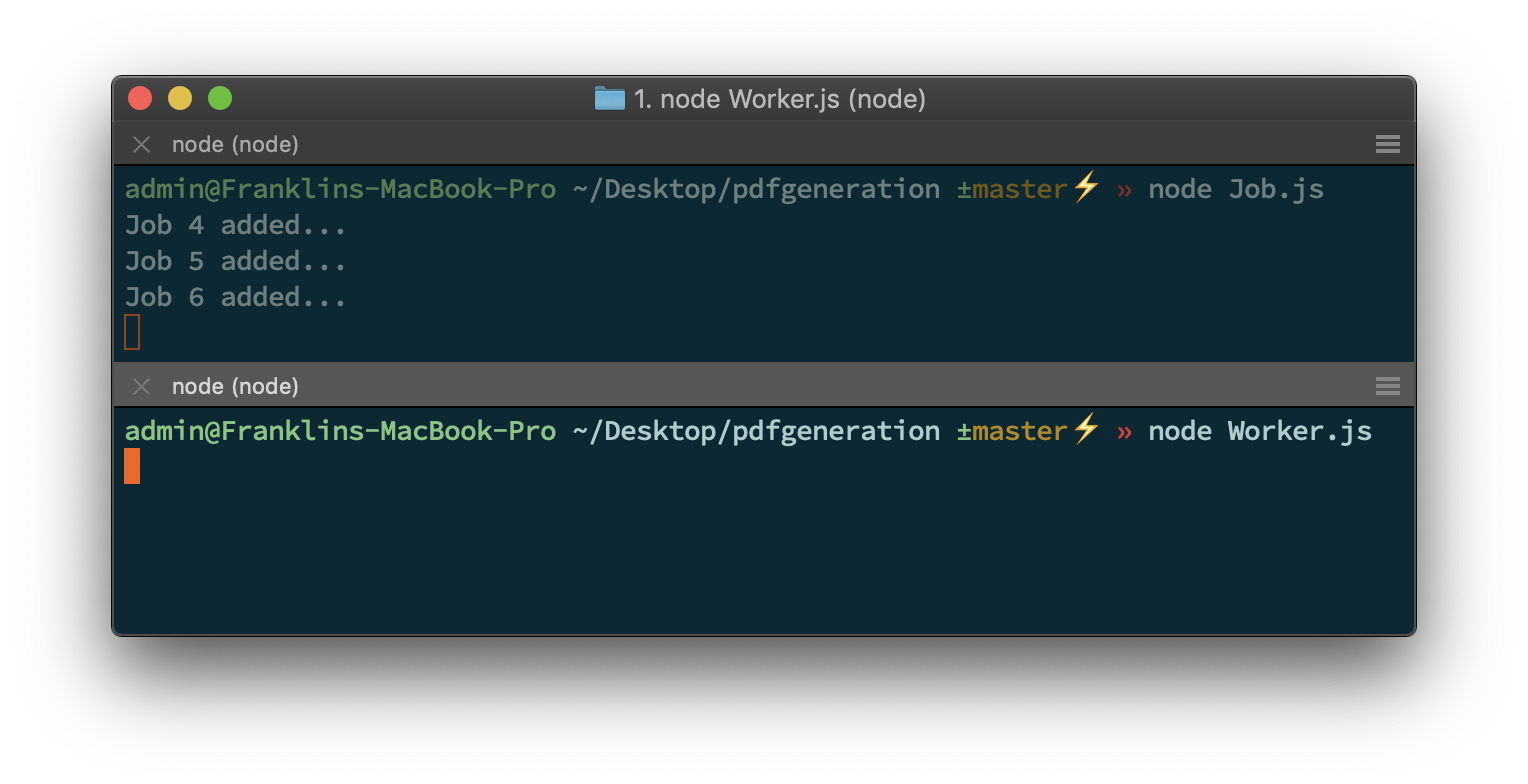 1. node Worker.js (node)
node (node)
admin@Franklins-MacBook-Pro ~/Desktop/pdfgeneration ±master⚡ » node Job.js
Job 4 added...
Job 5 added...
Job 6 added...
node (node)
admin@Franklins-MacBook-Pro ~/Desktop/pdfgeneration ±master⚡ » node Worker.js